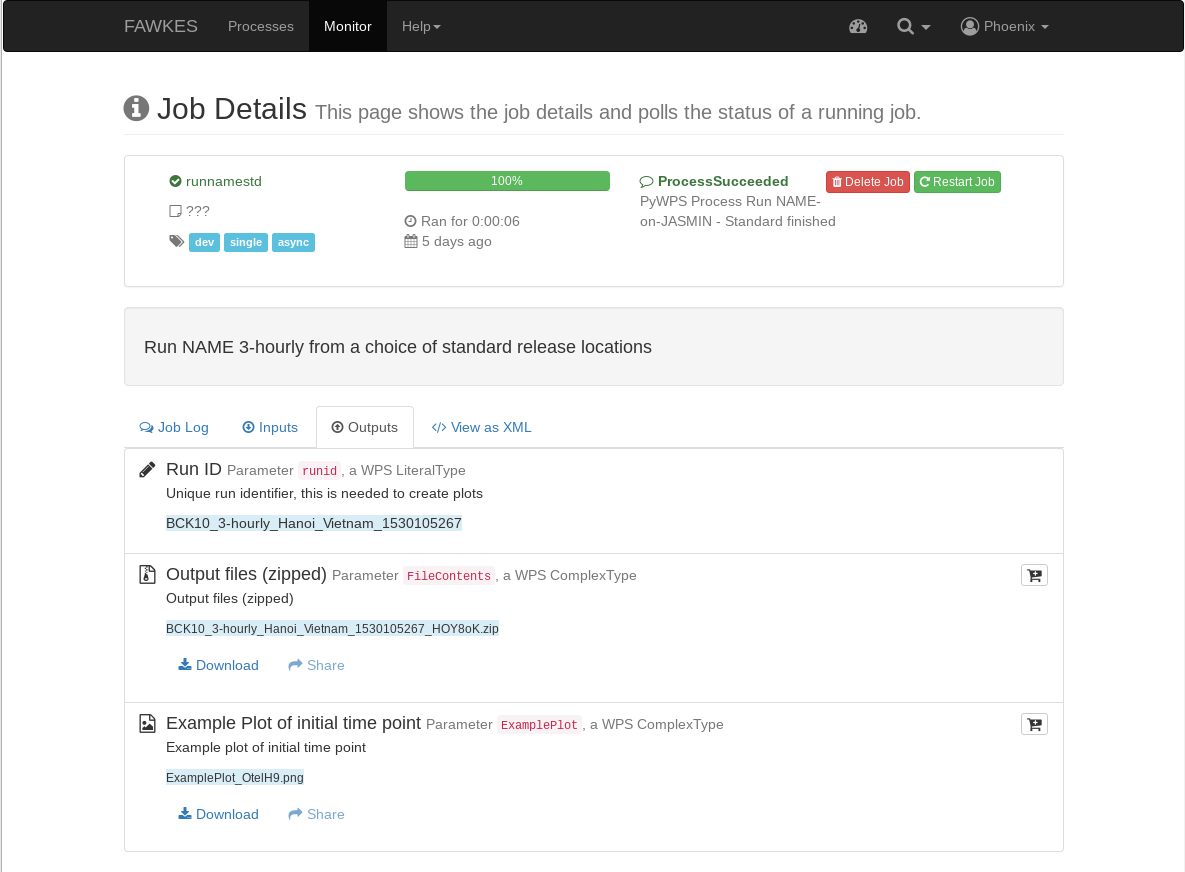 FAWKES Processes Monitor Help Phoenix
Job Details This page shows the job details and polls the status of a running job.
runnamestd
???
dev single async
100%
Ran for 0:00:06
5 days ago
ProcessSucceeded
PyWPS Process Run NAME-
on-JASMIN - Standard finished
Delete Job Restart Job
Run NAME 3-hourly from a choice of standard release locations
Job Log Inputs Outputs View as XML
Run ID Parameter runid, a WPS LiteralType
Unique run identifier, this is needed to create plots
BCK10_3-hourly_Hanoi_Vietnam_1530105267
Output files (zipped) Parameter FileContents, a WPS ComplexType
Output files (zipped)
BCK10_3-hourly_Hanoi_Vietnam_1530105267_HOY8oK.zip
Download Share
Example Plot of initial time point Parameter ExamplePlot, a WPS ComplexType
Example plot of initial time point
ExamplePlot_OtelH9.png
Download Share